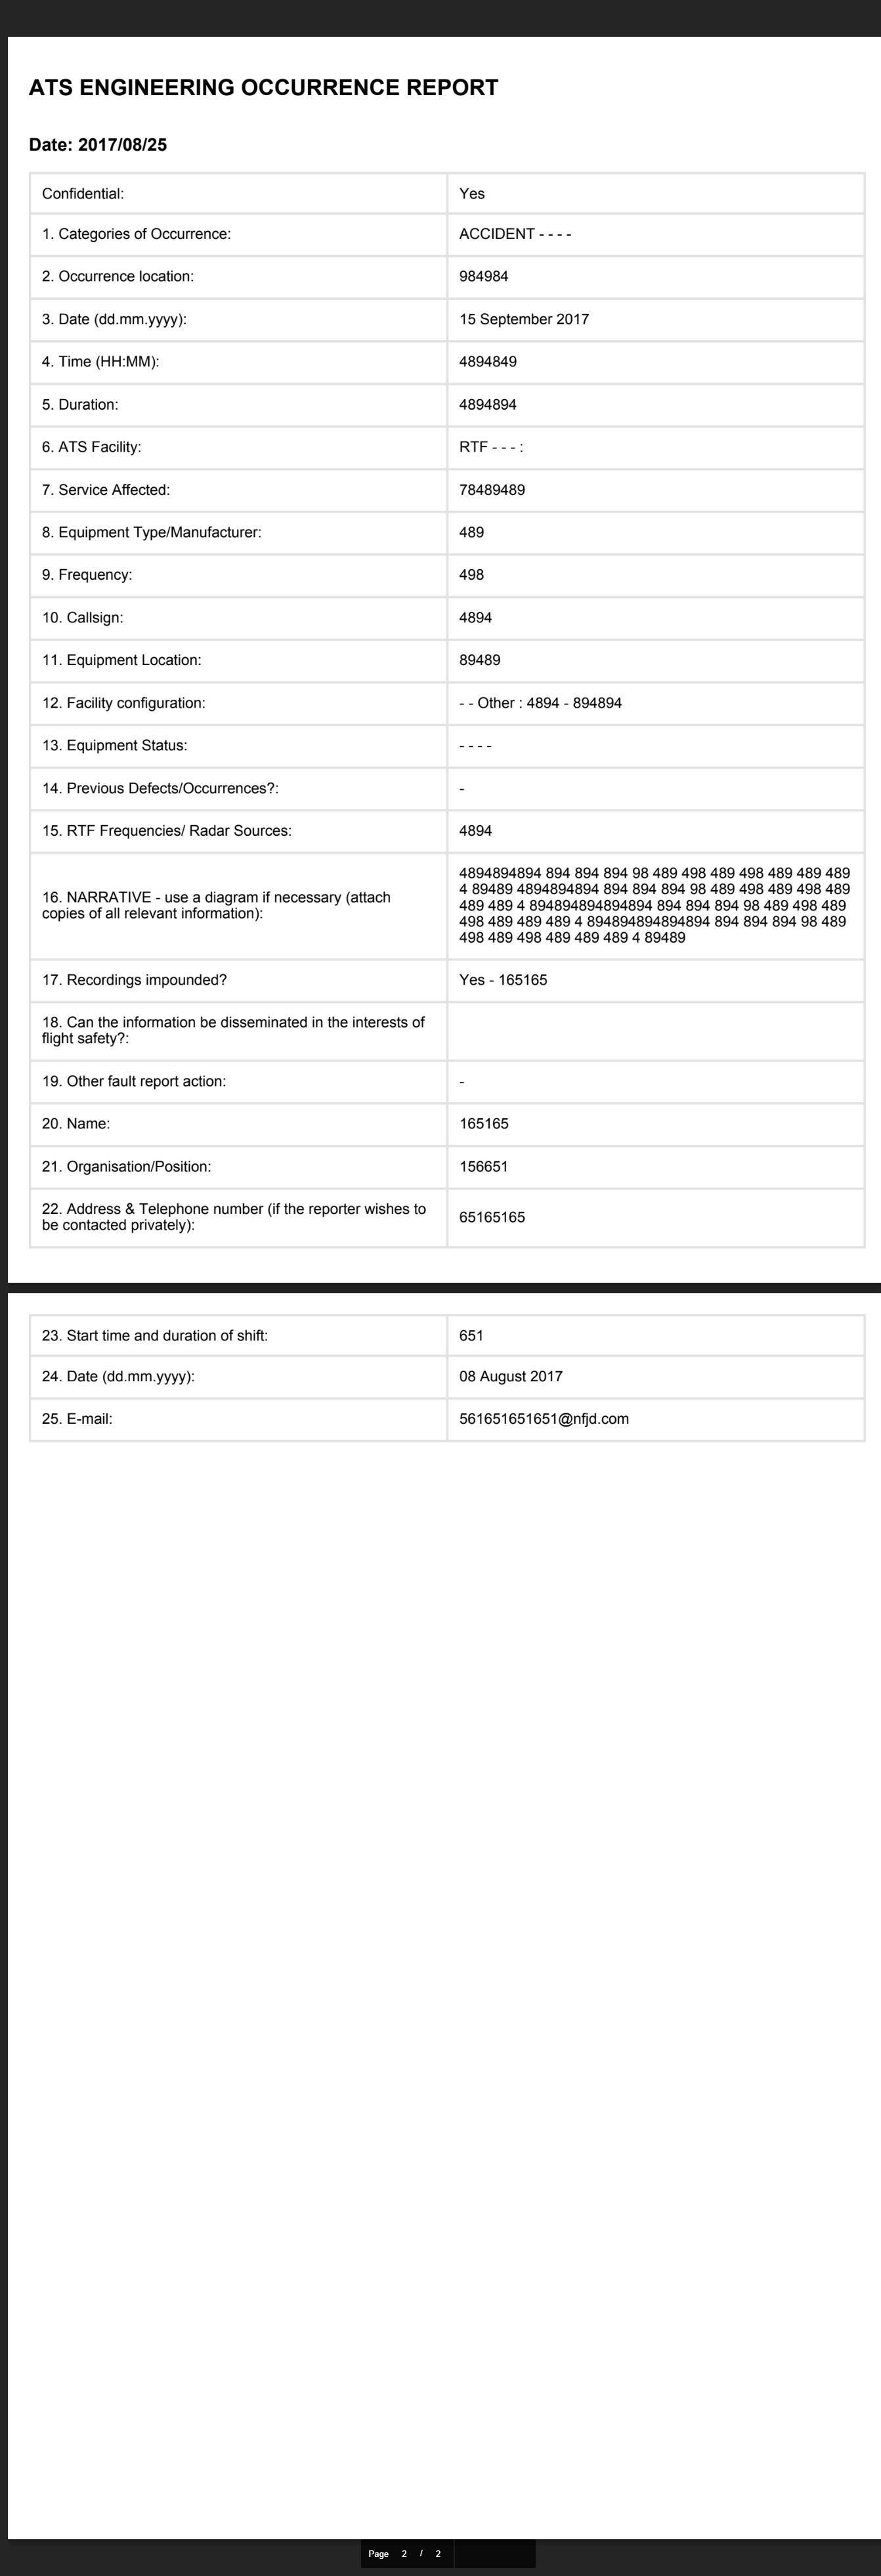 ATS ENGINEERING OCCURRENCE REPORT
Date: 2017/08/25
Confidential: Yes
1. Categories of Occurrence: ACCIDENT - - - -
2. Occurrence location: 984984
3. Date (dd.mm.yyyy): 15 September 2017
4. Time (HH:MM): 4894849
5. Duration: 4894894
6. ATS Facility: RTF - - - :
7. Service Affected: 78489489
8. Equipment Type/Manufacturer: 489
9. Frequency: 498
10. Callsign: 4894
11. Equipment Location: 89489
12. Facility configuration: - - Other : 4894 - 894894
13. Equipment Status: - - - -
14. Previous Defects/Occurrences?: -
15. RTF Frequencies/ Radar Sources: 4894
16. NARRATIVE - use a diagram if necessary (attach
copies of all relevant information):
4894894894 894 894 894 98 489 498 489 498 489 489 489
4 89489 4894894894 894 894 894 98 489 498 489 498 489
489 489 4 894894894894894 894 894 894 98 489 498 489
498 489 489 489 4 894894894894894 894 894 894 98 489
498 489 498 489 489 489 4 89489
17. Recordings impounded? Yes - 165165
18. Can the information be disseminated in the interests of
flight safety?:
19. Other fault report action: -
20. Name: 165165
21. Organisation/Position: 156651
22. Address & Telephone number (if the reporter wishes to
be contacted privately):
65165165
23. Start time and duration of shift: 651
24. Date (dd.mm.yyyy): 08 August 2017
25. E-mail: 561651651651@nfjd.com
Page 2 / 2